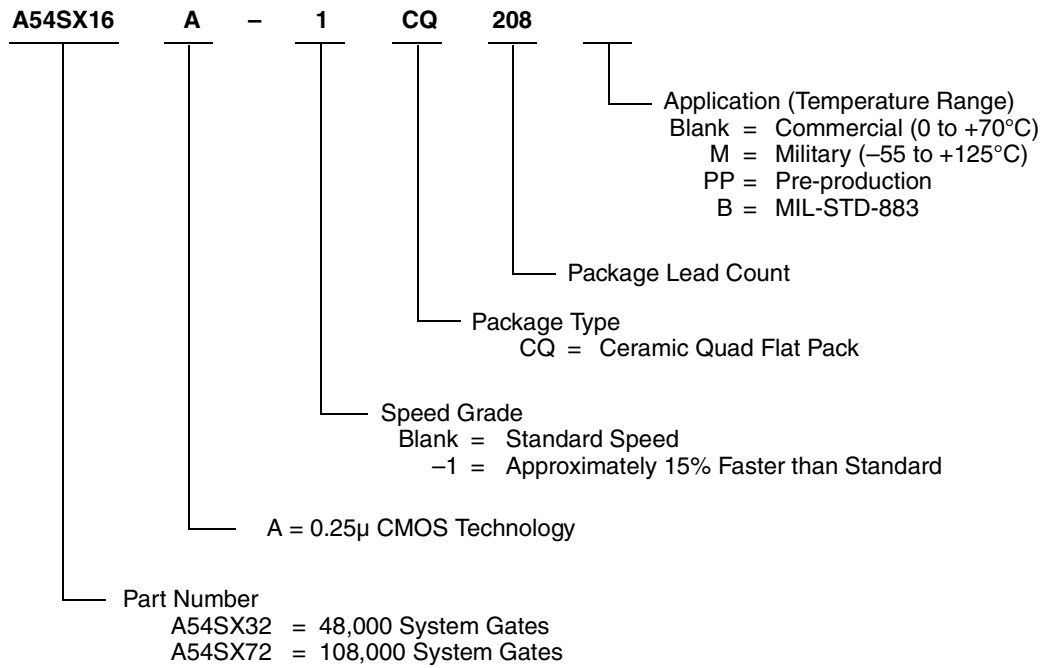 A54SX16 A – 1 CQ 208
Application (Temperature Range)
Blank = Commercial (0 to +70°C)
M = Military (–55 to +125°C)
PP = Pre-production
B = MIL-STD-883
Package Lead Count
Package Type
CQ = Ceramic Quad Flat Pack
Speed Grade
Blank = Standard Speed
–1 = Approximately 15% Faster than Standard
A = 0.25µ CMOS Technology
Part Number
A54SX32 = 48,000 System Gates
A54SX72 = 108,000 System Gates